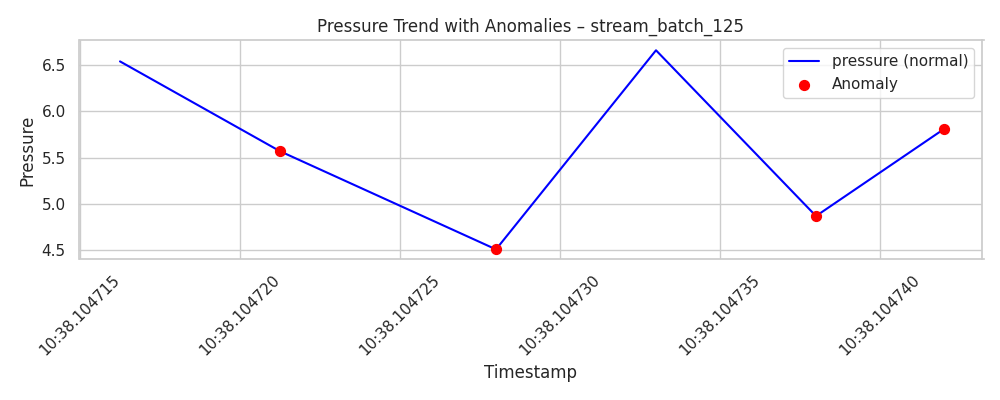 Pressure Trend with Anomalies – stream_batch_125
pressure (normal)
Anomaly
Pressure
6.5
6.0
5.5
5.0
4.5
10:38.104715
10:38.104720
10:38.104725
10:38.104730
10:38.104735
10:38.104740
Timestamp